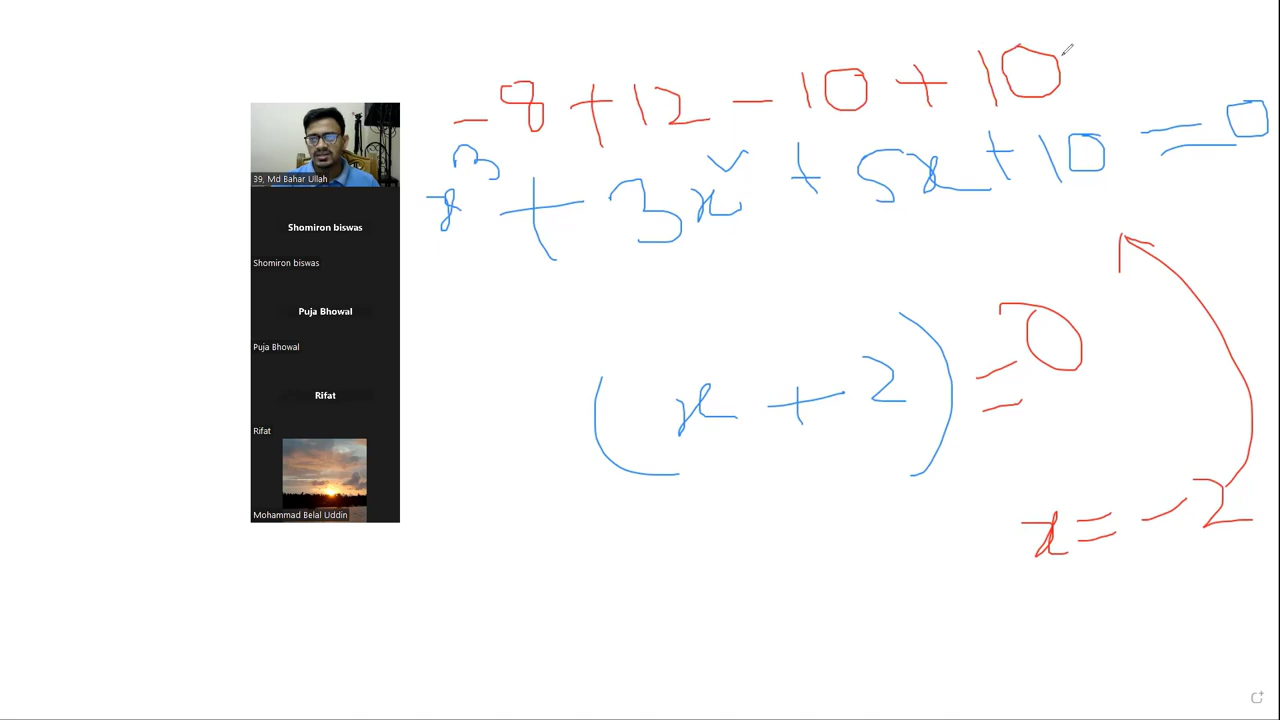 - 8 + 12 - 10 + 10
x³ + 3x² + 5x + 10 = 0
(x + 2) = 0
x = - 2
39, Md Bahar Ullah
Shomiron biswas
Shomiron biswas
Puja Bhowal
Puja Bhowal
Rifat
Rifat
Mohammad Belal Uddin